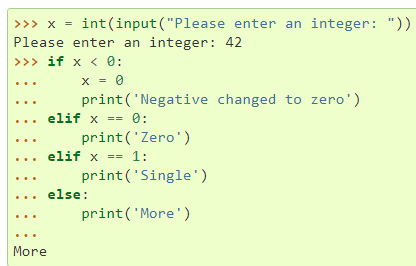 >>> x = int(input("Please enter an integer: "))
Please enter an integer: 42
>>> if x < 0:
...     x = 0
...     print('Negative changed to zero')
... elif x == 0:
...     print('Zero')
... elif x == 1:
...     print('Single')
... else:
...     print('More')
...
More